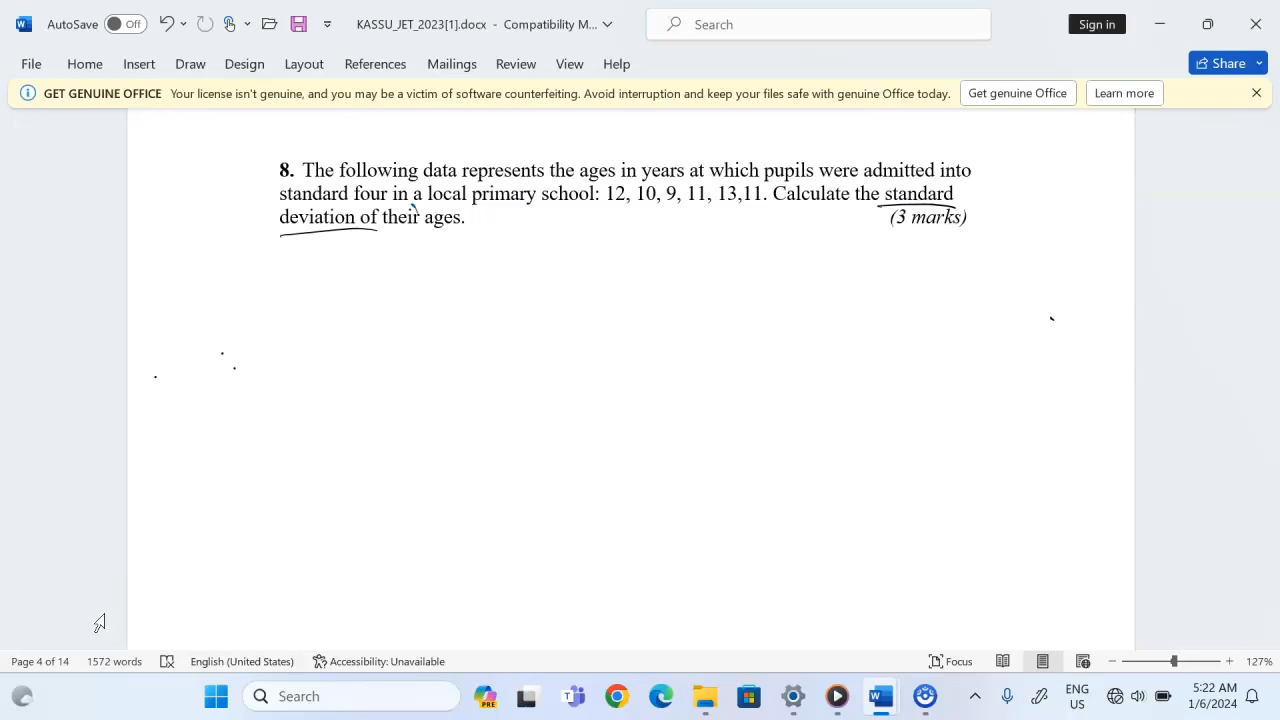 AutoSave Off KASSU JET 2023[1].docx - Compatibility M... Search Sign in
File Home Insert Draw Design Layout References Mailings Review View Help Share
GET GENUINE OFFICE Your license isn't genuine, and you may be a victim of software counterfeiting. Avoid interruption and keep your files safe with genuine Office today. Get genuine Office Learn more
8. The following data represents the ages in years at which pupils were admitted into
standard four in a local primary school: 12, 10, 9, 11, 13,11. Calculate the standard
deviation of their ages. (3 marks)
Page 4 of 14 1572 words English (United States) Accessibility: Unavailable Focus 127%
Search PRE ENG 5:22 AM
US 1/6/2024